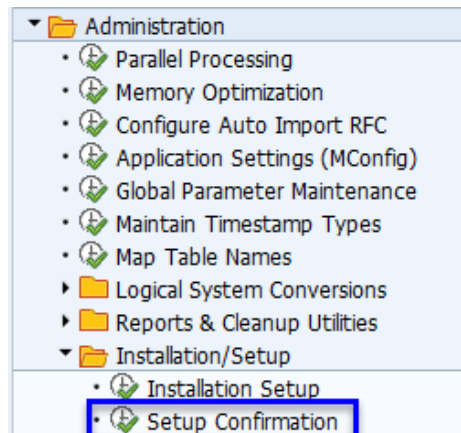 Administration
Parallel Processing
Memory Optimization
Configure Auto Import RFC
Application Settings (MConfig)
Global Parameter Maintenance
Maintain Timestamp Types
Map Table Names
Logical System Conversions
Reports & Cleanup Utilities
Installation/Setup
Installation Setup
Setup Confirmation